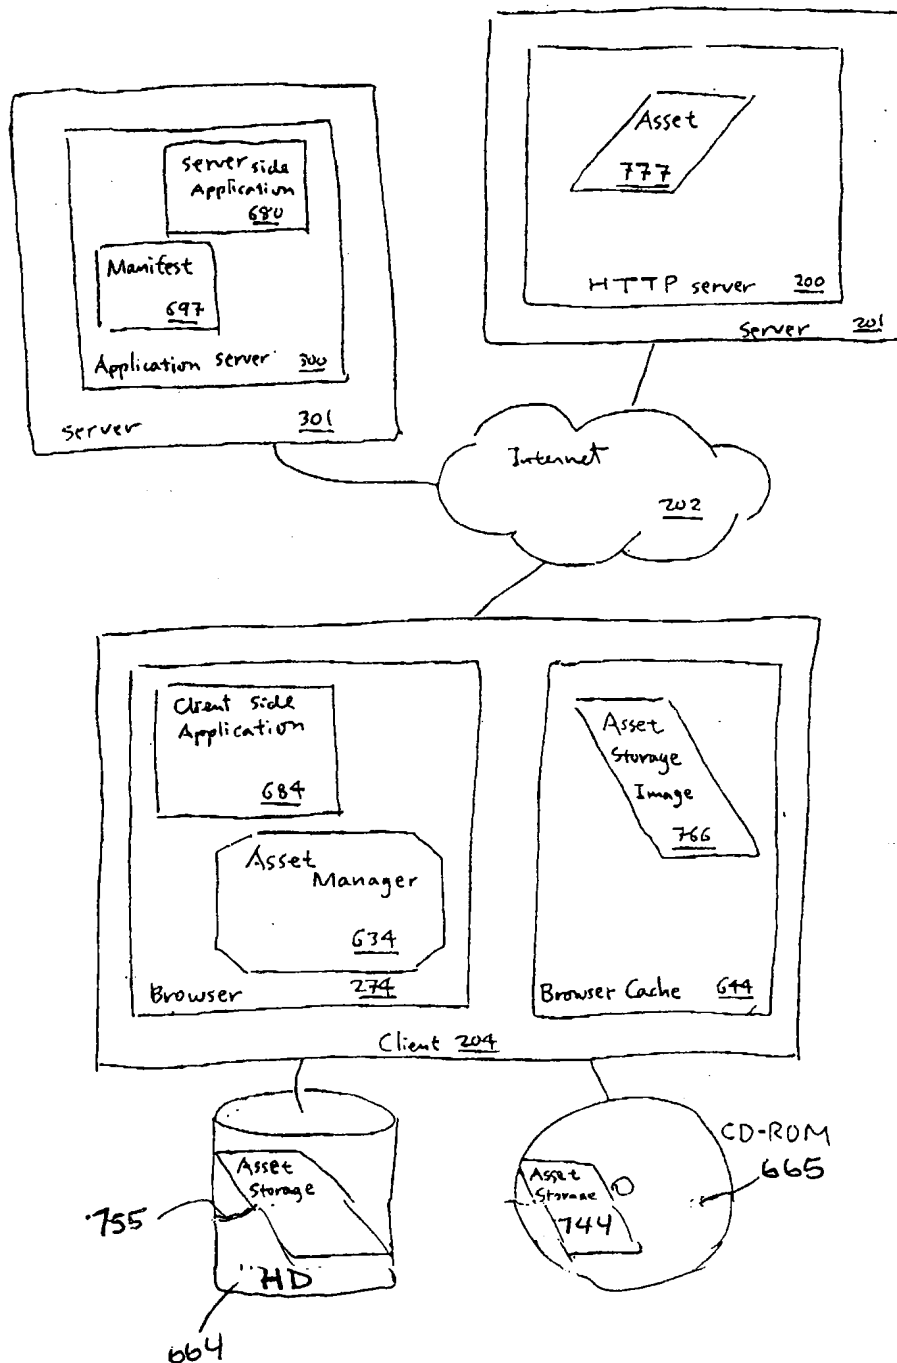 Server side
Application
680
Manifest
697
Application server 300
Server 301
Asset
777
HTTP server 200
Server 201
Internet
202
Client side
Application
684
Asset
Manager
634
Browser 274
Asset
Storage
Image
766
Browser Cache 644
Client 204
Asset
Storage
755
HD
664
CD-ROM
665
Asset
Storage
744